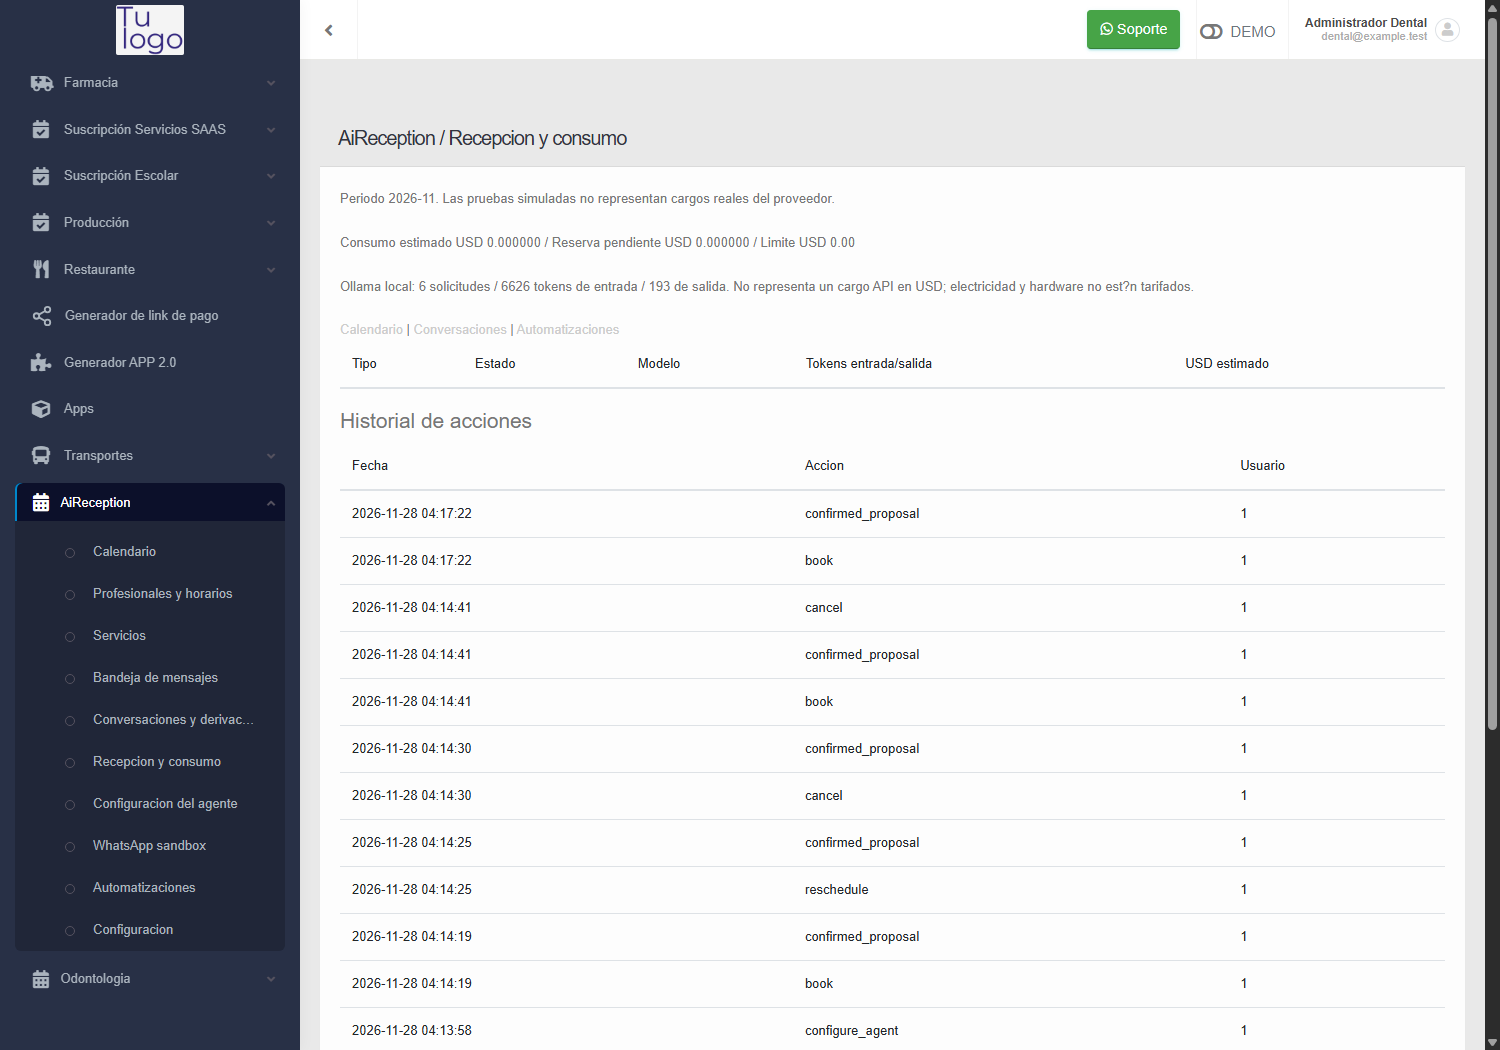 Tu
logo
Farmacia
Suscripción Servicios SAAS
Suscripción Escolar
Producción
Restaurante
Generador de link de pago
Generador APP 2.0
Apps
Transportes
AiReception
Calendario
Profesionales y horarios
Servicios
Bandeja de mensajes
Conversaciones y derivac...
Recepcion y consumo
Configuracion del agente
WhatsApp sandbox
Automatizaciones
Configuracion
Odontologia
Soporte
DEMO
Administrador Dental
dental@example.test
AiReception / Recepcion y consumo
Periodo 2026-11. Las pruebas simuladas no representan cargos reales del proveedor.
Consumo estimado USD 0.000000 / Reserva pendiente USD 0.000000 / Limite USD 0.00
Ollama local: 6 solicitudes / 6626 tokens de entrada / 193 de salida. No representa un cargo API en USD; electricidad y hardware no est?n tarifados.
Calendario | Conversaciones | Automatizaciones
Tipo Estado Modelo Tokens entrada/salida USD estimado
Historial de acciones
Fecha Accion Usuario
2026-11-28 04:17:22 confirmed_proposal 1
2026-11-28 04:17:22 book 1
2026-11-28 04:14:41 cancel 1
2026-11-28 04:14:41 confirmed_proposal 1
2026-11-28 04:14:41 book 1
2026-11-28 04:14:30 confirmed_proposal 1
2026-11-28 04:14:30 cancel 1
2026-11-28 04:14:25 confirmed_proposal 1
2026-11-28 04:14:25 reschedule 1
2026-11-28 04:14:19 confirmed_proposal 1
2026-11-28 04:14:19 book 1
2026-11-28 04:13:58 configure_agent 1